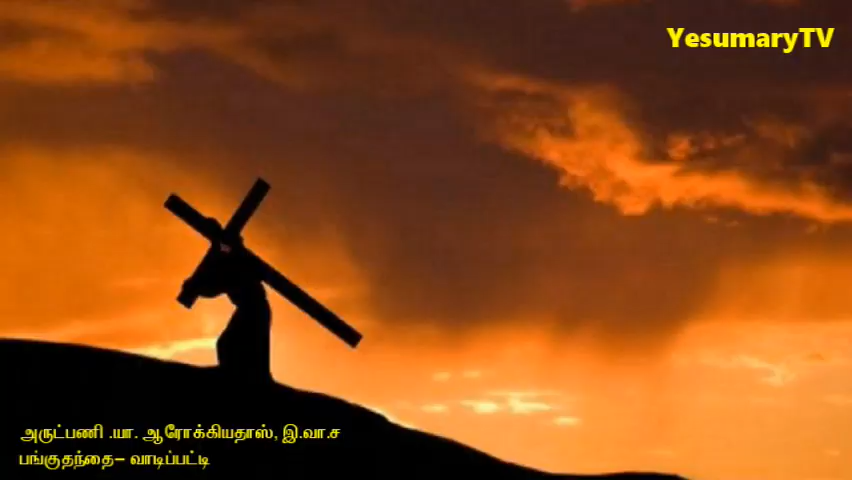 YesumaryTV
அருட்பணி .யா. ஆரோக்கியதாஸ், இ.வா.ச
பங்குதந்தை– வாடிப்பட்டி